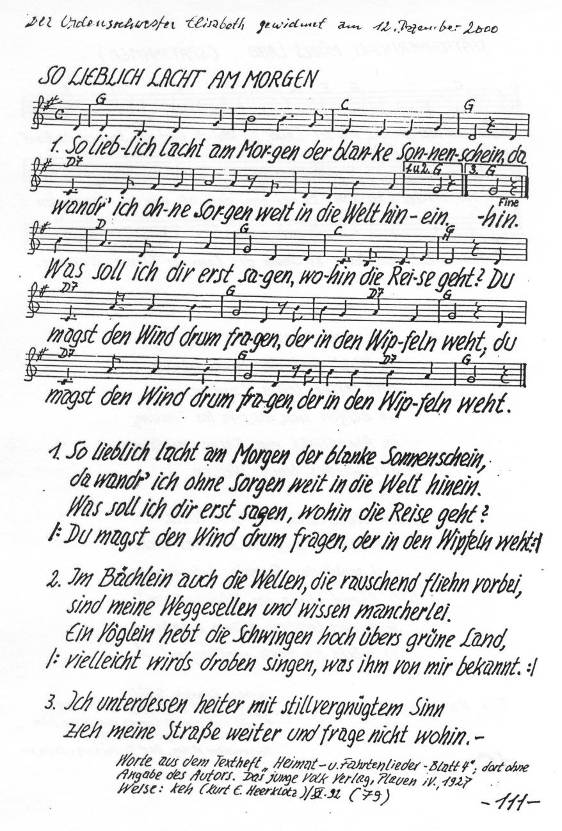 Der Ordensschwester Elisabeth gewidmet am 12. Dezember 2000
SO LIEBLICH LACHT AM MORGEN
G C G
1. So lieb-lich lacht am Mor-gen der blan-ke Son-nen-schein, da
D7 1.u.2. G 3. G
Fine
wandr' ich oh-ne Sor-gen weit in die Welt hin-ein. -hin.
D G C G
Was soll ich dir erst sa-gen, wo-hin die Rei-se geht? Du
D7 G D7 G
magst den Wind drum fra-gen, der in den Wip-feln weht, du
D7 G D7 G
magst den Wind drum fra-gen, der in den Wip-feln weht.
1. So lieblich lacht am Morgen der blanke Sonnenschein,
da wandr' ich ohne Sorgen weit in die Welt hinein.
Was soll ich dir erst sagen, wohin die Reise geht?
|: Du magst den Wind drum fragen, der in den Wipfeln weht :|
2. Im Bächlein auch die Wellen, die rauschend fliehn vorbei,
sind meine Weggesellen und wissen mancherlei.
Ein Vöglein hebt die Schwingen hoch übers grüne Land,
|: vielleicht wirds droben singen, was ihm von mir bekannt. :|
3. Ich unterdessen heiter mit stillvergnügtem Sinn
zieh meine Straße weiter und frage nicht wohin. -
Worte aus dem Textheft „Heimat- u. Fahrtenlieder - Blatt 4"; dort ohne
Angabe des Autors. Das junge Volk Verlag, Plauen i.V., 1927
Weise: keh (Kurt E. Heerklotz) / XI. 92 (79)
- 111 -